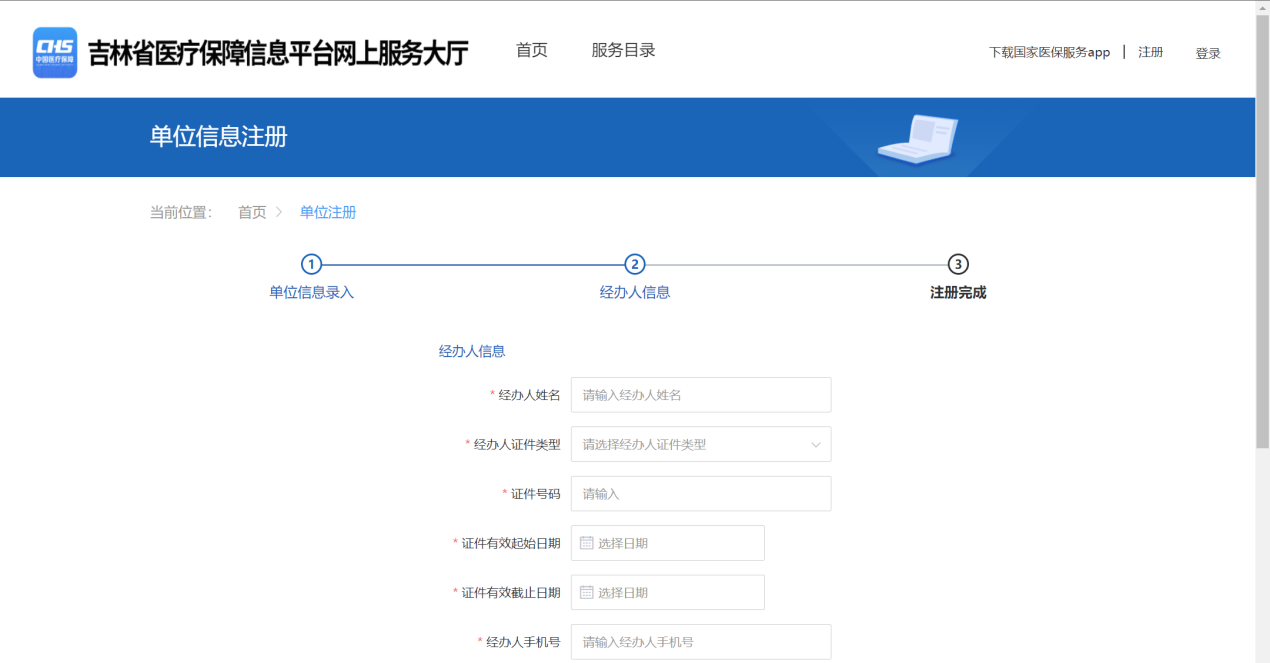 CHS
中国医疗保障
吉林省医疗保障信息平台网上服务大厅 首页 服务目录 下载国家医保服务app | 注册 登录
单位信息注册
当前位置： 首页 > 单位注册
1 2 3
单位信息录入 经办人信息 注册完成
经办人信息
* 经办人姓名 请输入经办人姓名
* 经办人证件类型 请选择经办人证件类型
* 证件号码 请输入
* 证件有效起始日期 选择日期
* 证件有效截止日期 选择日期
* 经办人手机号 请输入经办人手机号